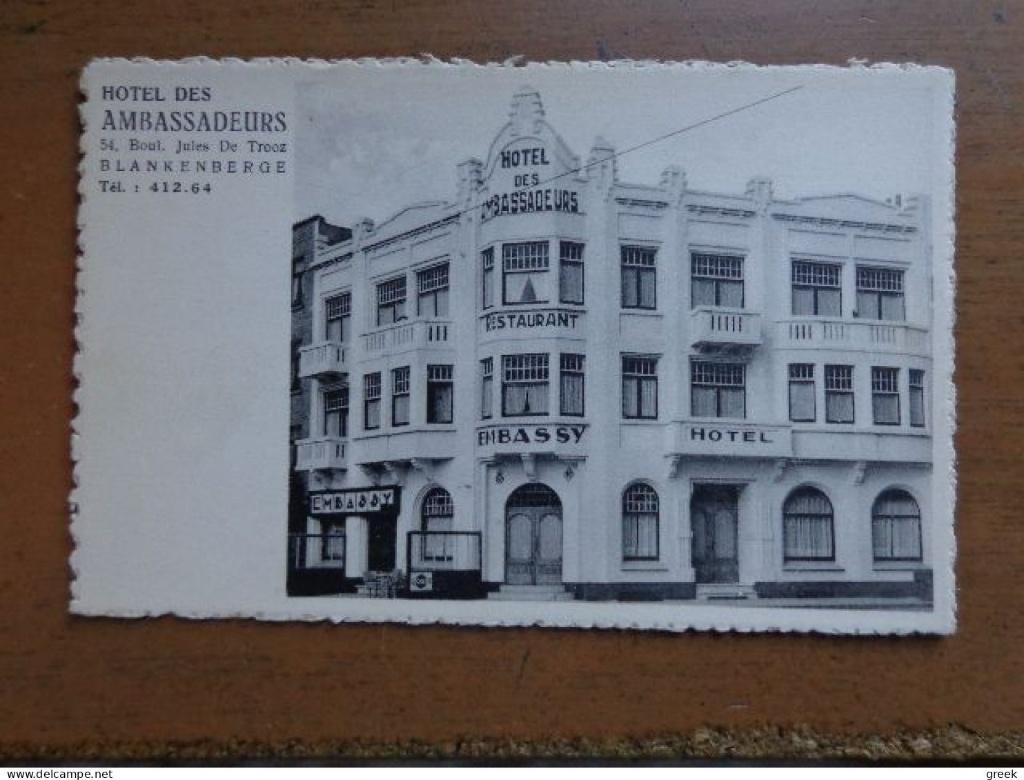 HOTEL DES
AMBASSADEURS
54, Boul. Jules De Trooz
BLANKENBERGE
Tél. : 412.64
HOTEL
DES
AMBASSADEURS
RESTAURANT
EMBASSY
HOTEL
EMBASSY
www.delcampe.net
greek